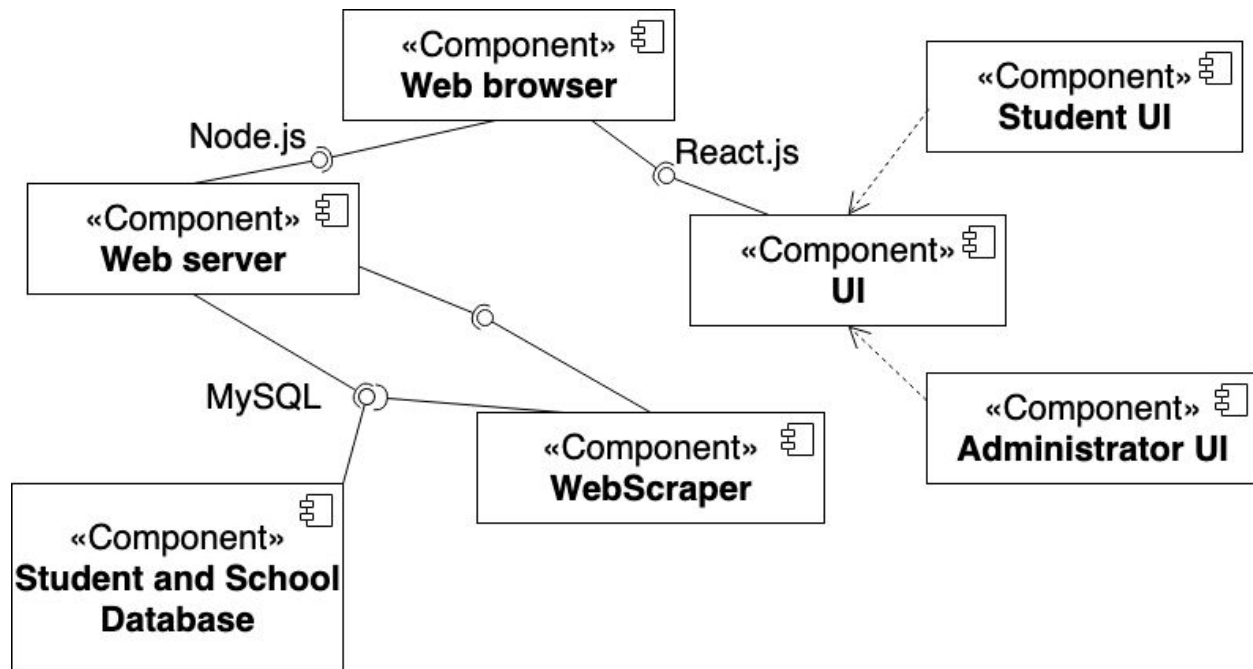 «Component»
Web browser
«Component»
Student UI
Node.js
React.js
«Component»
Web server
«Component»
UI
MySQL
«Component»
WebScraper
«Component»
Administrator UI
«Component»
Student and School
Database